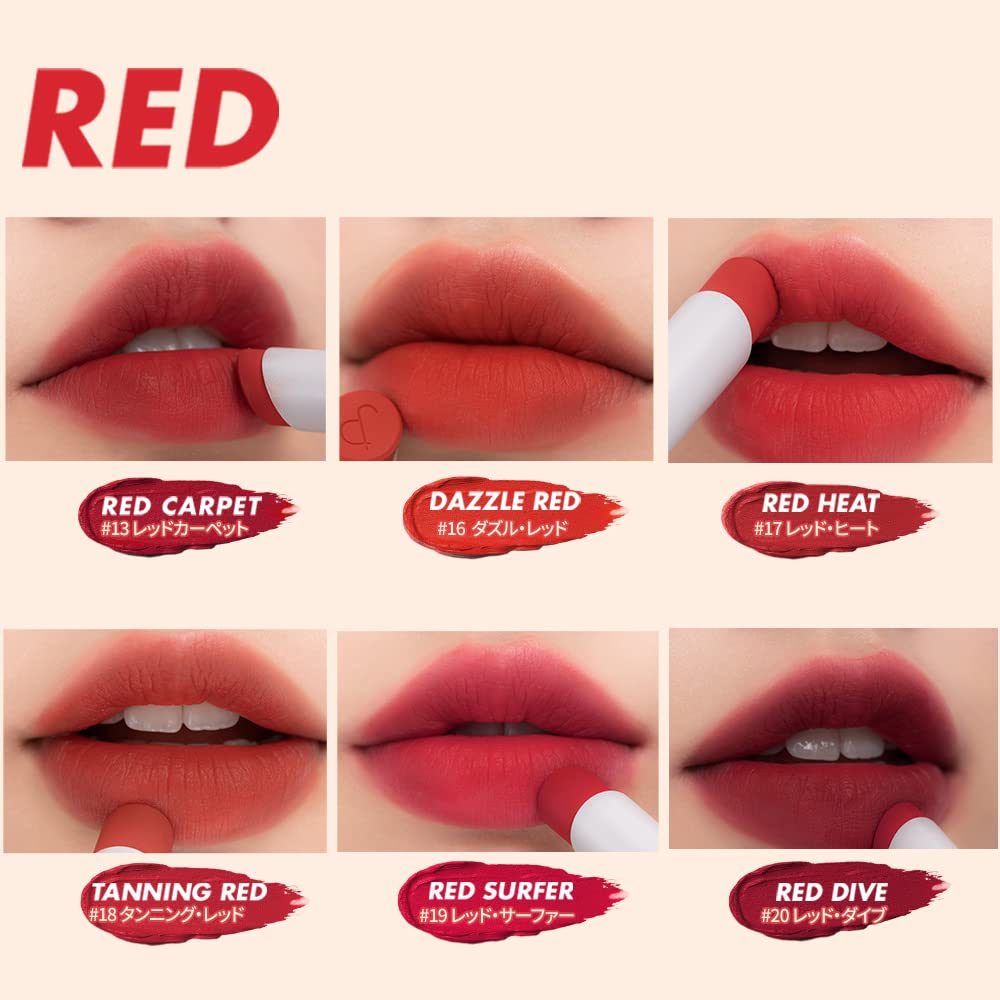 RED
RED CARPET
#13 レッドカーペット
DAZZLE RED
#16 ダズル・レッド
RED HEAT
#17 レッド・ヒート
TANNING RED
#18 タンニング・レッド
RED SURFER
#19 レッド・サーファー
RED DIVE
#20 レッド・ダイブ